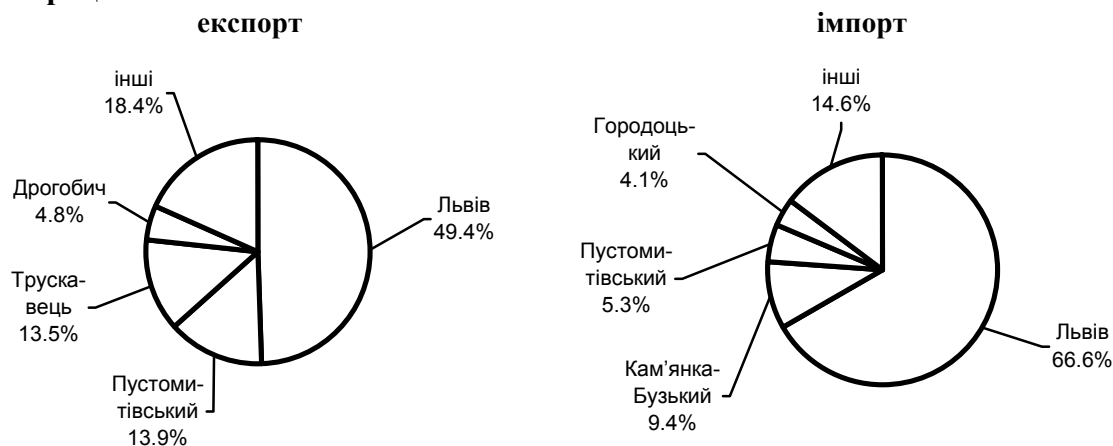 експорт
інші
18.4%
Дрогобич
4.8%
Труска-
вець
13.5%
Пустоми-
тівський
13.9%
Львів
49.4%
імпорт
інші
14.6%
Городоць-
кий
4.1%
Пустоми-
тівський
5.3%
Кам’янка-
Бузький
9.4%
Львів
66.6%